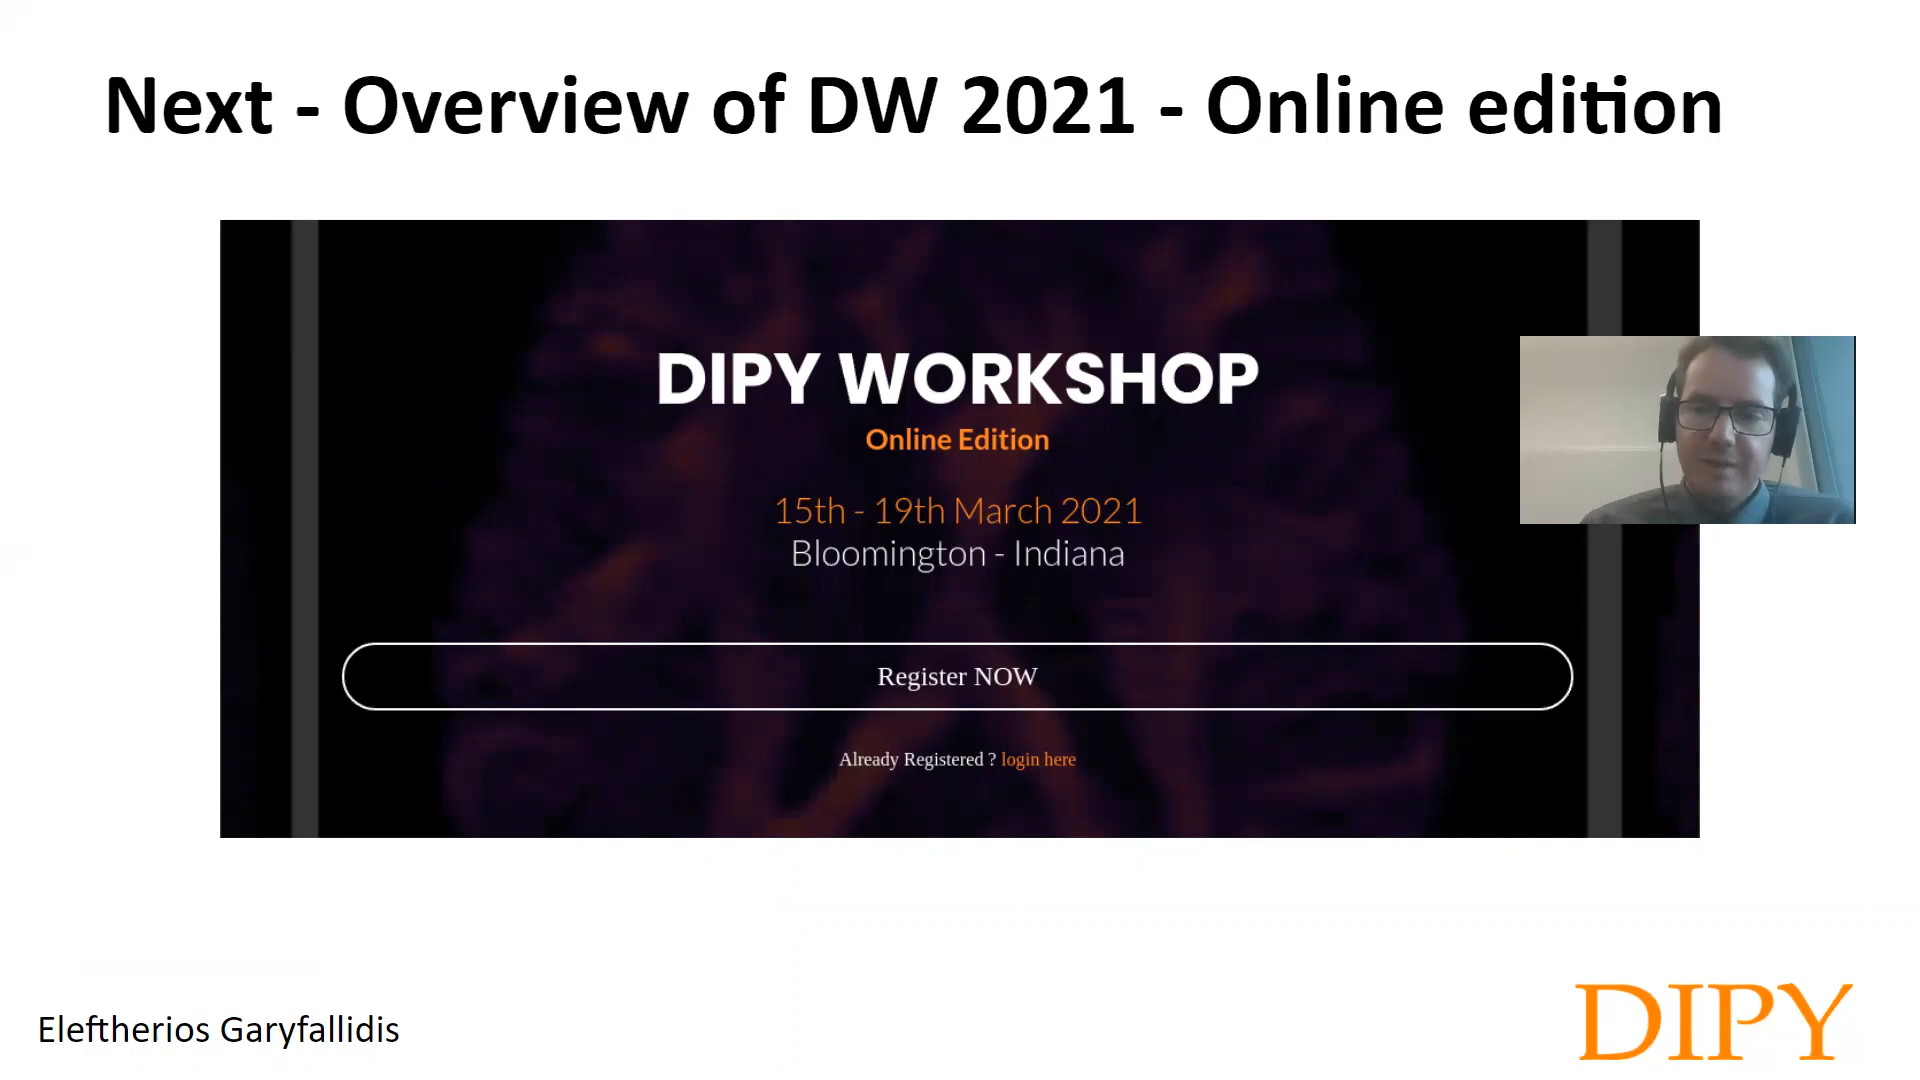 Next - Overview of DW 2021 - Online edition
DIPY WORKSHOP
Online Edition
15th - 19th March 2021
Bloomington - Indiana
Register NOW
Already Registered ? login here
Eleftherios Garyfallidis
DIPY